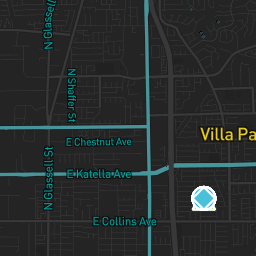 N Glassell
N Shaffer St
E Chestnut Ave
Villa Pa
N Glassell St
E Katella Ave
E Collins Ave